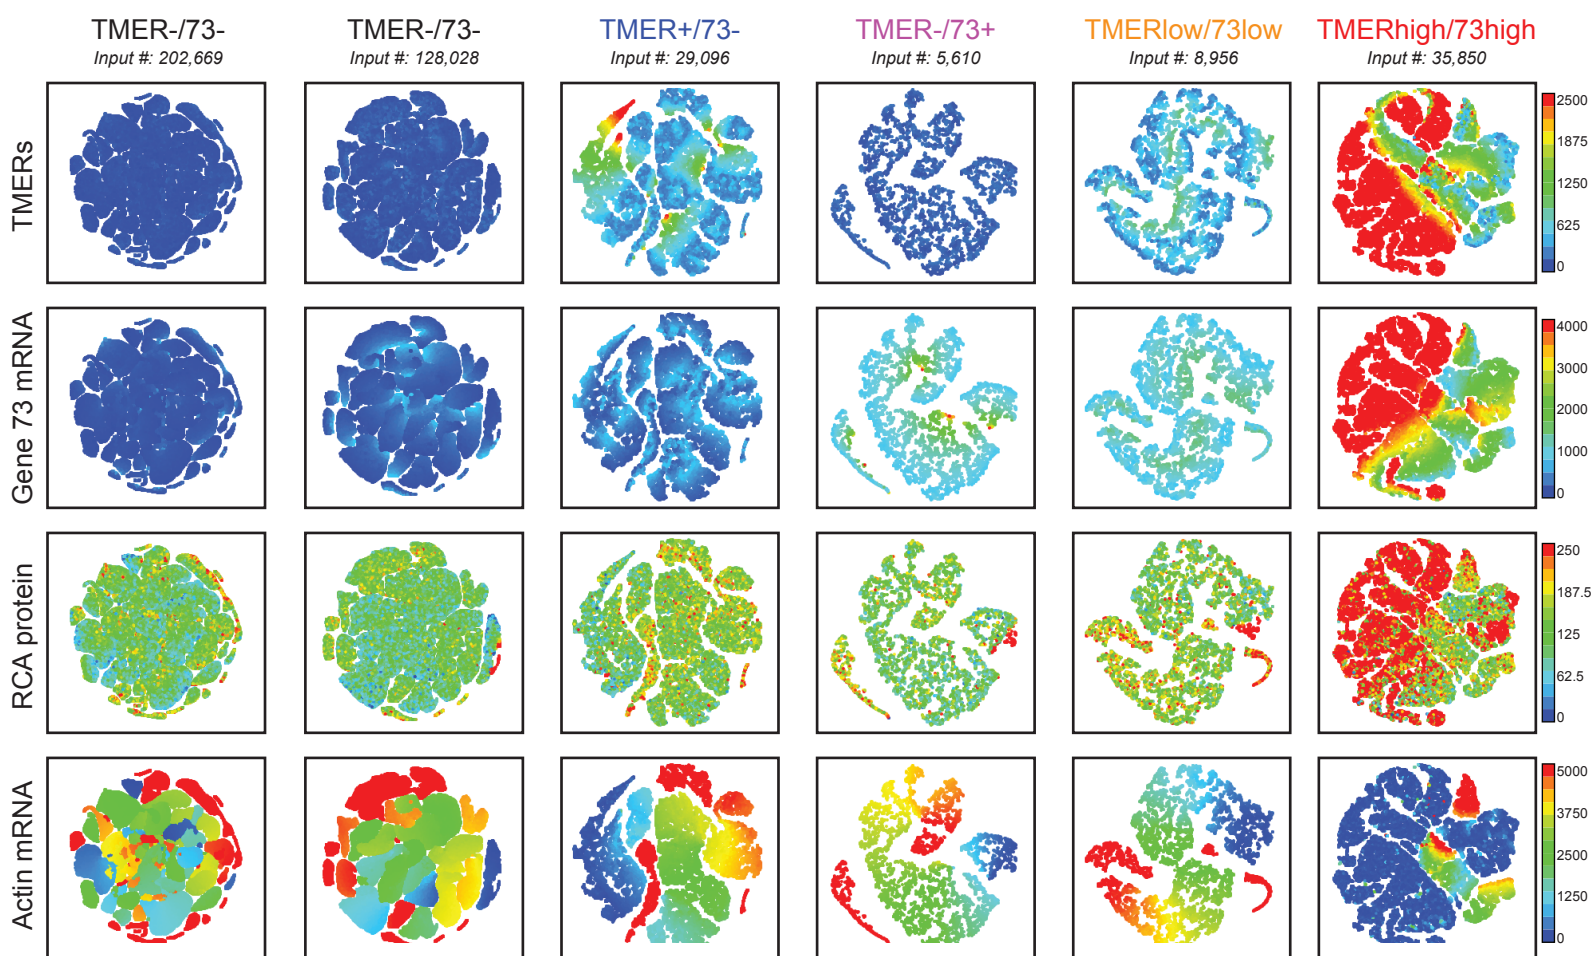 TMER-/73-
Input #: 202,669
TMER-/73-
Input #: 128,028
TMER+/73-
Input #: 29,096
TMER-/73+
Input #: 5,610
TMERlow/73low
Input #: 8,956
TMERhigh/73high
Input #: 35,850
TMERs
2500
1875
1250
625
0
Gene 73 mRNA
4000
3000
2000
1000
0
RCA protein
250
187.5
125
62.5
0
Actin mRNA
5000
3750
2500
1250
0